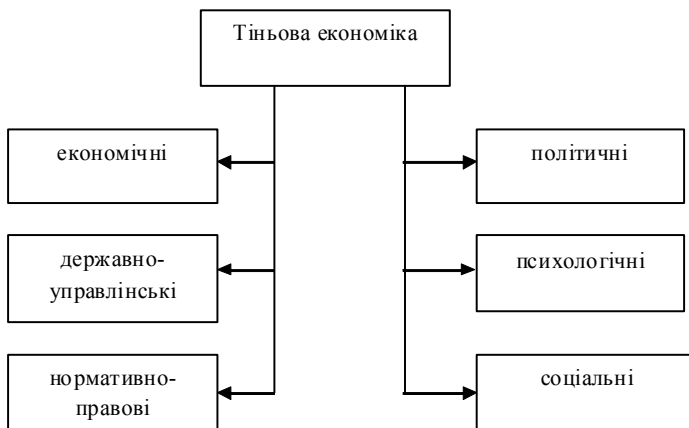 Тіньова економіка
економічні
політичні
державно-
управлінські
психологічні
нормативно-
правові
соціальні